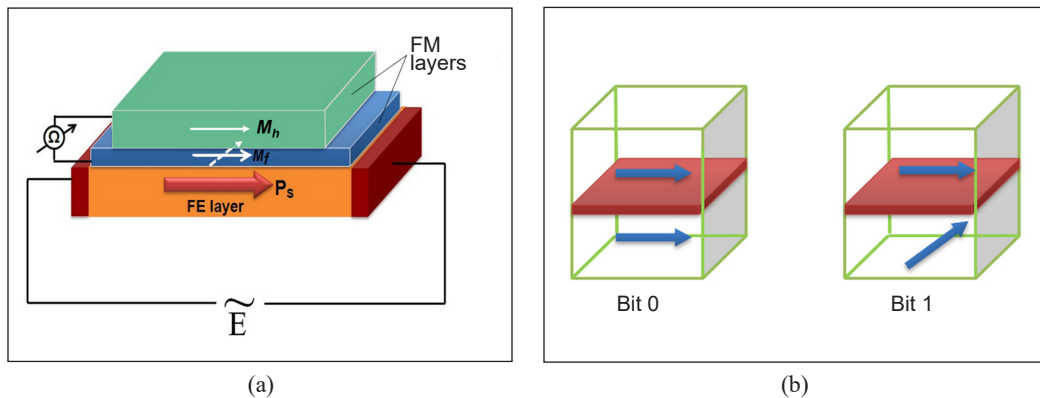 FM
layers
Ω
M_h
M_f
P_s
FE layer
~
E
Bit 0
Bit 1
(a)
(b)